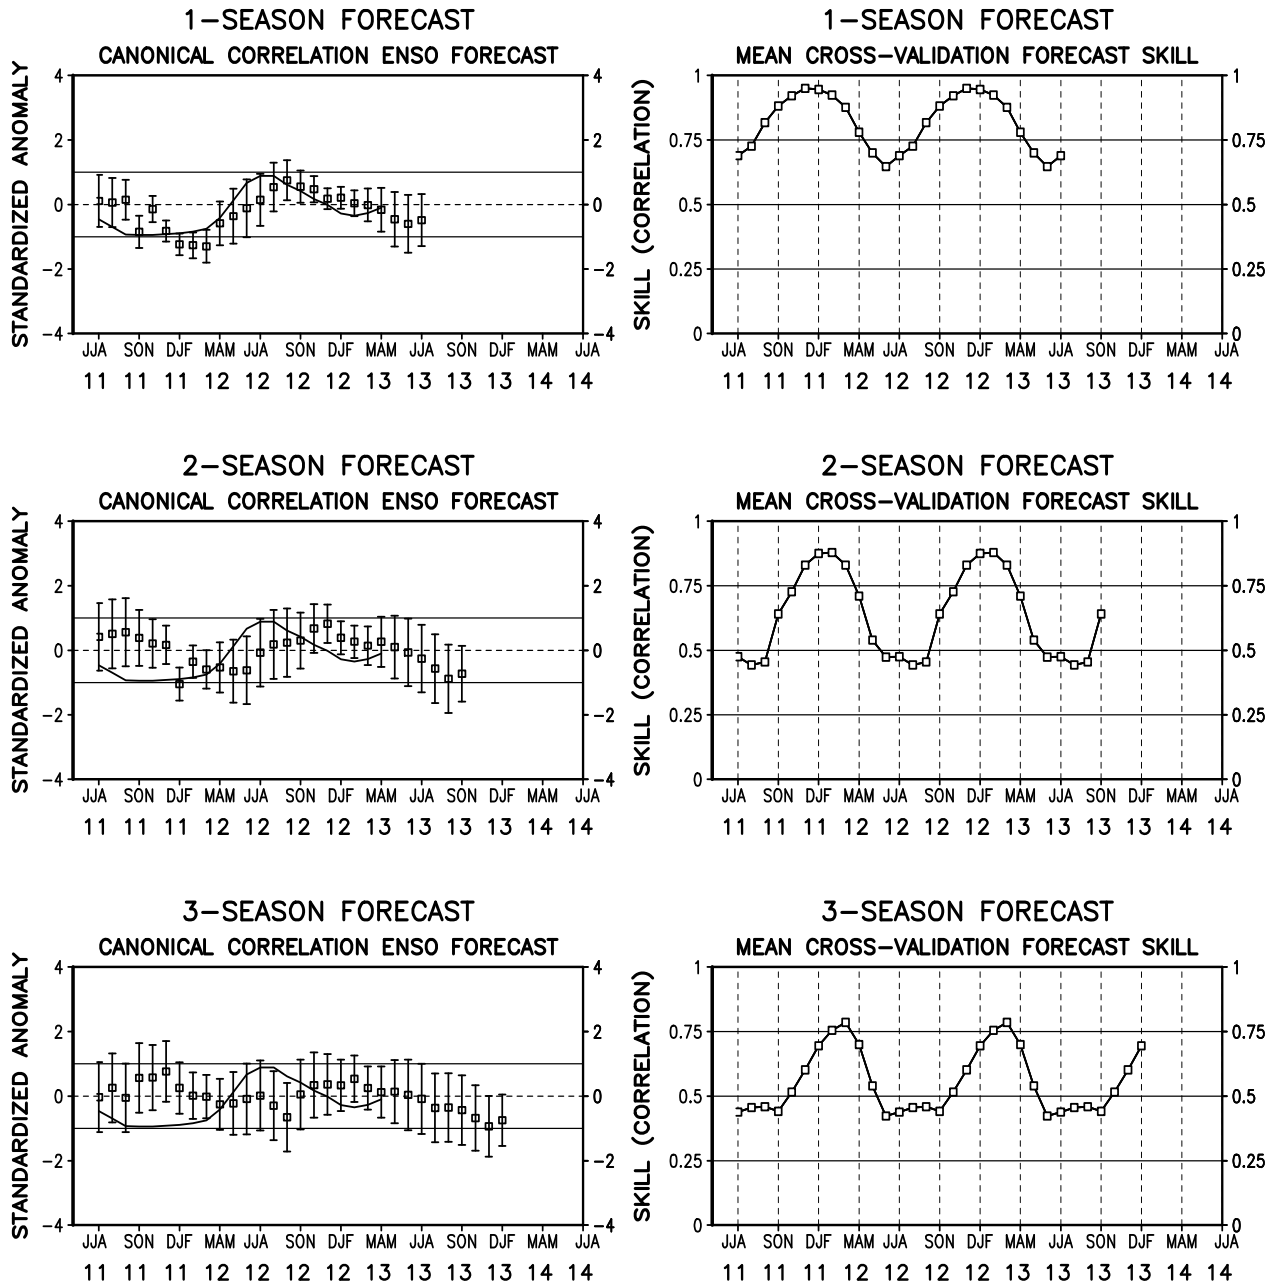 1-SEASON FORECAST
CANONICAL CORRELATION ENSO FORECAST
STANDARDIZED ANOMALY
4 2 0 -2 -4
4 2 0 -2 -4
JJA SON DJF MAM JJA SON DJF MAM JJA SON DJF MAM JJA
11 11 11 12 12 12 12 13 13 13 13 14 14
1-SEASON FORECAST
MEAN CROSS-VALIDATION FORECAST SKILL
SKILL (CORRELATION)
1 0.75 0.5 0.25 0
1 0.75 0.5 0.25 0
JJA SON DJF MAM JJA SON DJF MAM JJA SON DJF MAM JJA
11 11 11 12 12 12 12 13 13 13 13 14 14
2-SEASON FORECAST
CANONICAL CORRELATION ENSO FORECAST
STANDARDIZED ANOMALY
4 2 0 -2 -4
4 2 0 -2 -4
JJA SON DJF MAM JJA SON DJF MAM JJA SON DJF MAM JJA
11 11 11 12 12 12 12 13 13 13 13 14 14
2-SEASON FORECAST
MEAN CROSS-VALIDATION FORECAST SKILL
SKILL (CORRELATION)
1 0.75 0.5 0.25 0
1 0.75 0.5 0.25 0
JJA SON DJF MAM JJA SON DJF MAM JJA SON DJF MAM JJA
11 11 11 12 12 12 12 13 13 13 13 14 14
3-SEASON FORECAST
CANONICAL CORRELATION ENSO FORECAST
STANDARDIZED ANOMALY
4 2 0 -2 -4
4 2 0 -2 -4
JJA SON DJF MAM JJA SON DJF MAM JJA SON DJF MAM JJA
11 11 11 12 12 12 12 13 13 13 13 14 14
3-SEASON FORECAST
MEAN CROSS-VALIDATION FORECAST SKILL
SKILL (CORRELATION)
1 0.75 0.5 0.25 0
1 0.75 0.5 0.25 0
JJA SON DJF MAM JJA SON DJF MAM JJA SON DJF MAM JJA
11 11 11 12 12 12 12 13 13 13 13 14 14